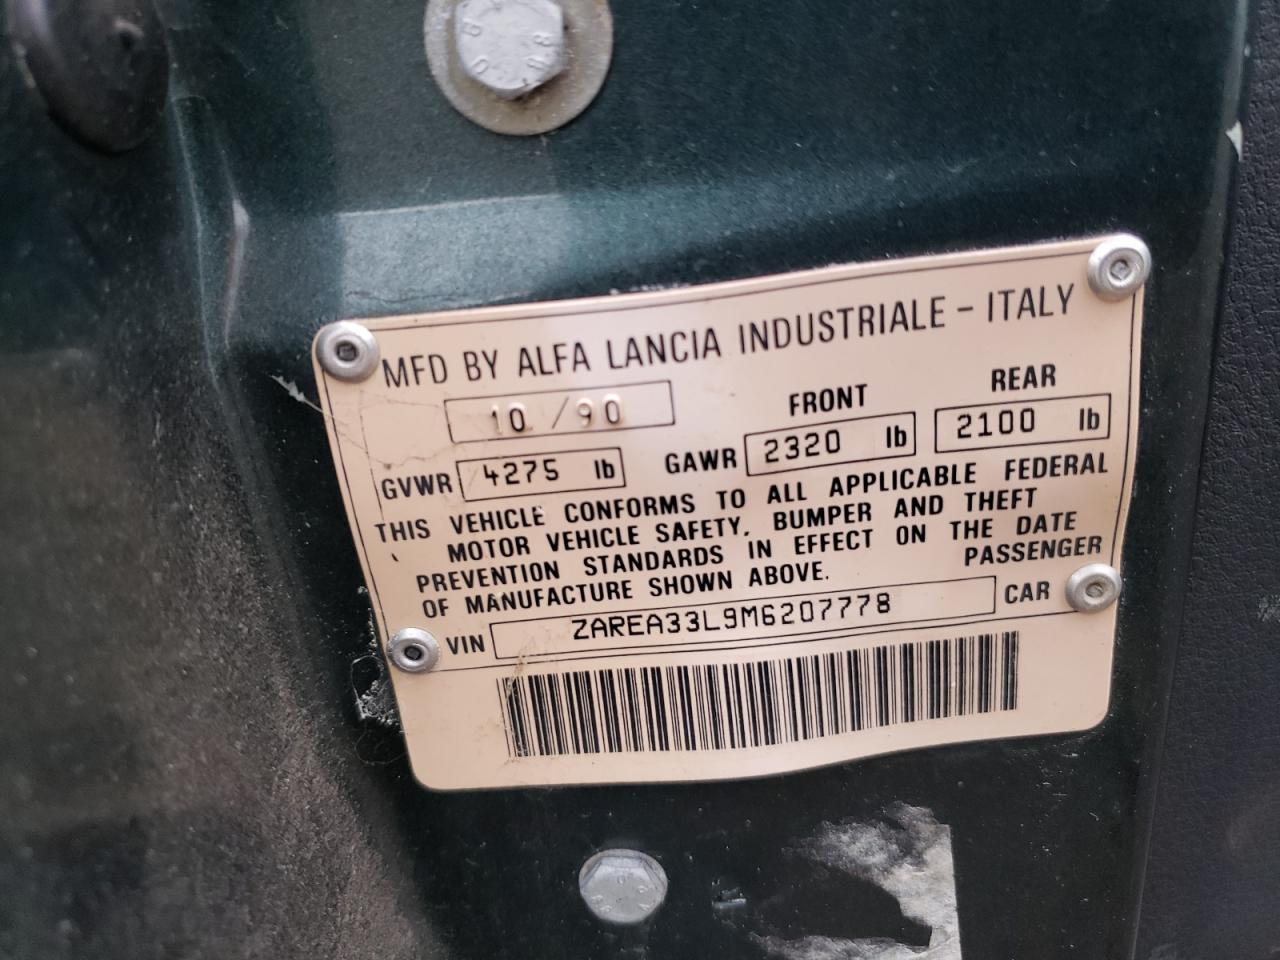 MFD BY ALFA LANCIA INDUSTRIALE - ITALY
10 / 90
FRONT
REAR
GVWR 4275 lb GAWR 2320 lb 2100 lb
THIS VEHICLE CONFORMS TO ALL APPLICABLE FEDERAL
MOTOR VEHICLE SAFETY, BUMPER AND THEFT
PREVENTION STANDARDS IN EFFECT ON THE DATE
OF MANUFACTURE SHOWN ABOVE. PASSENGER
VIN ZAREA33L9M6207778 CAR